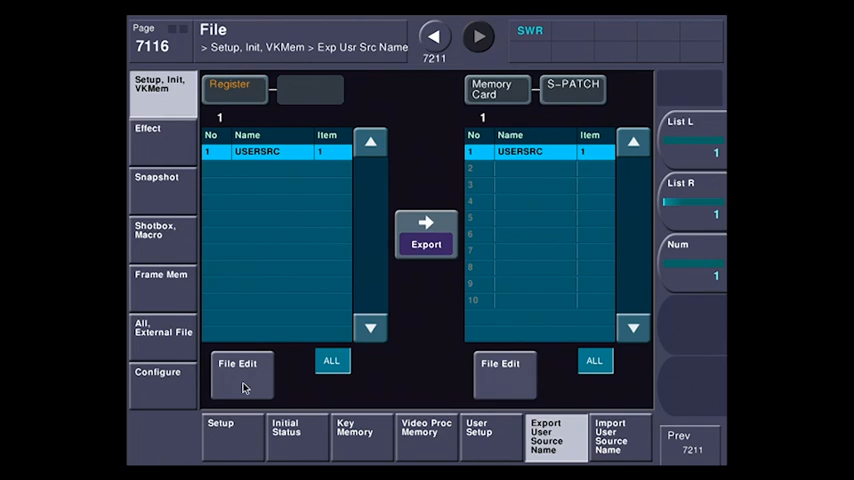 Page
7116
File
> Setup, Init, VKMem > Exp Usr Src Name
7211
SWR
Setup, Init,
VKMem
Effect
Snapshot
Shotbox,
Macro
Frame Mem
All,
External File
Configure
Register
1
No Name Item
1 USERSRC 1
File Edit
ALL
Export
Memory
Card
S-PATCH
1
No Name Item
1 USERSRC 1
2
3
4
5
6
7
8
9
10
File Edit
ALL
List L
1
List R
1
Num
1
Setup
Initial
Status
Key
Memory
Video Proc
Memory
User
Setup
Export
User
Source
Name
Import
User
Source
Name
Prev
7211